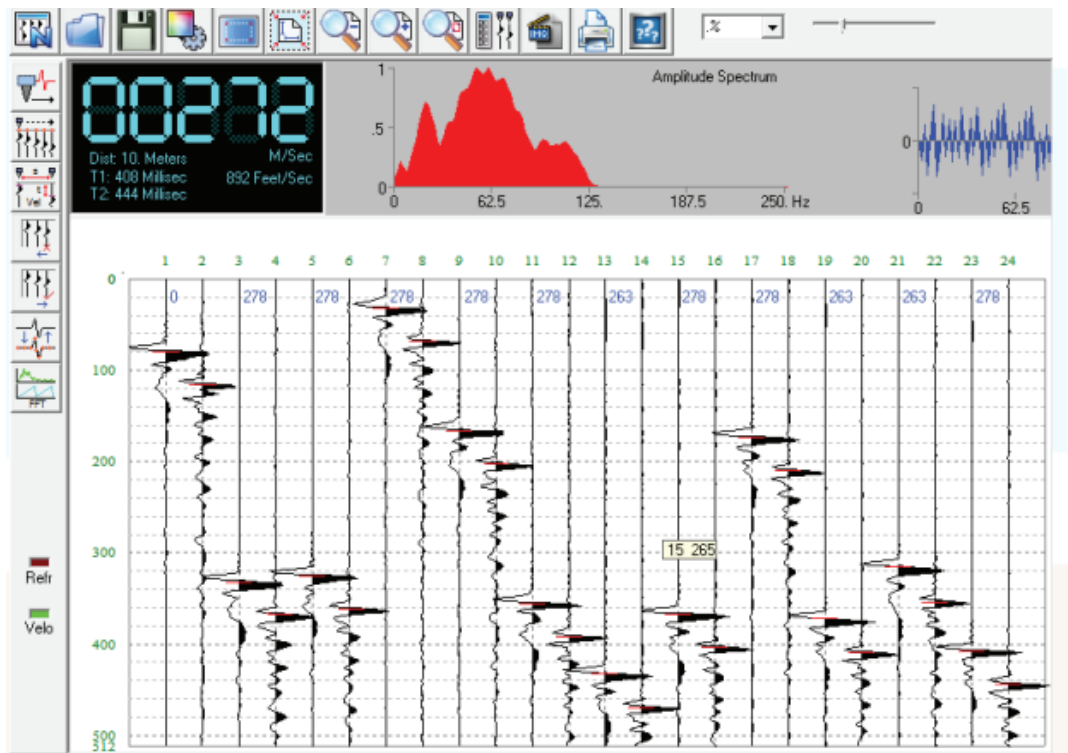 %
00272
Dist: 10. Meters M/Sec
T1: 408 Millisec 892 Feet/Sec
T2: 444 Millisec
Amplitude Spectrum
1
.5
0
0 62.5 125. 187.5 250. Hz
0
0 62.5
Vel
FFT
Refr
Velo
1 2 3 4 5 6 7 8 9 10 11 12 13 14 15 16 17 18 19 20 21 22 23 24
0
0 278 278 278 278 278 263 278 278 263 263 278
100
200
300
15 265
400
500
512